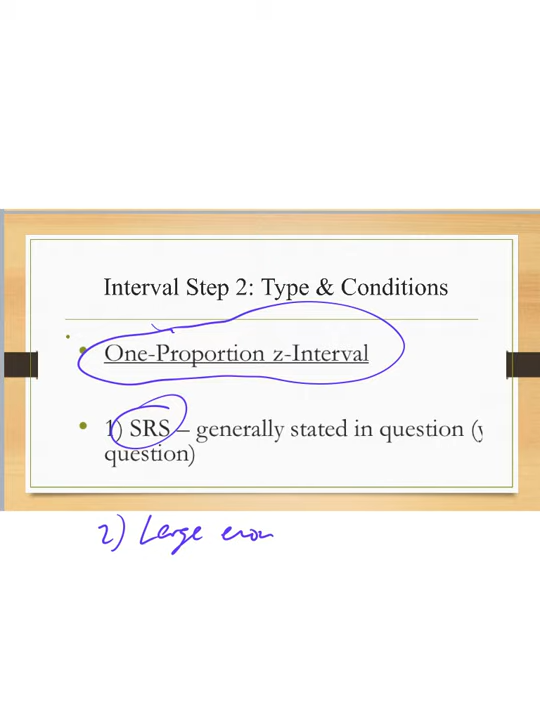 Interval Step 2: Type & Conditions
• One-Proportion z-Interval
• 1) SRS – generally stated in question (
question)
2) Large